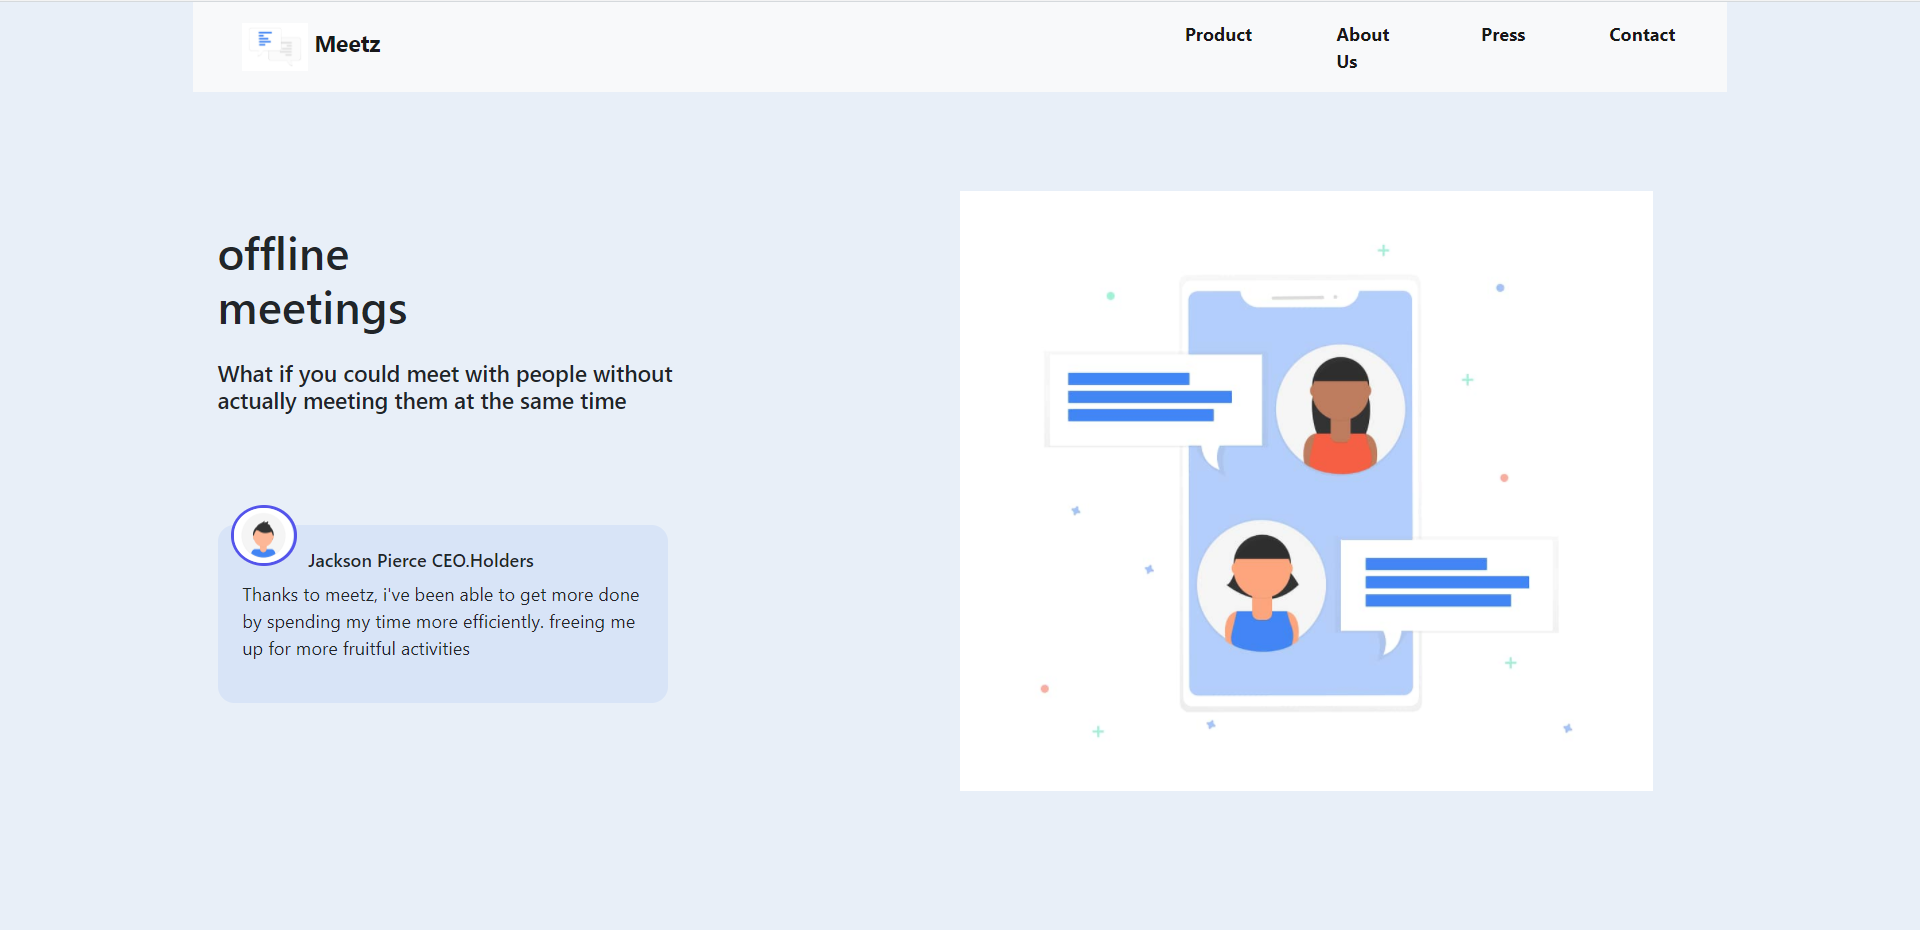 Meetz
Product
About
Us
Press
Contact
offline
meetings
What if you could meet with people without
actually meeting them at the same time
Jackson Pierce CEO.Holders
Thanks to meetz, i've been able to get more done
by spending my time more efficiently. freeing me
up for more fruitful activities